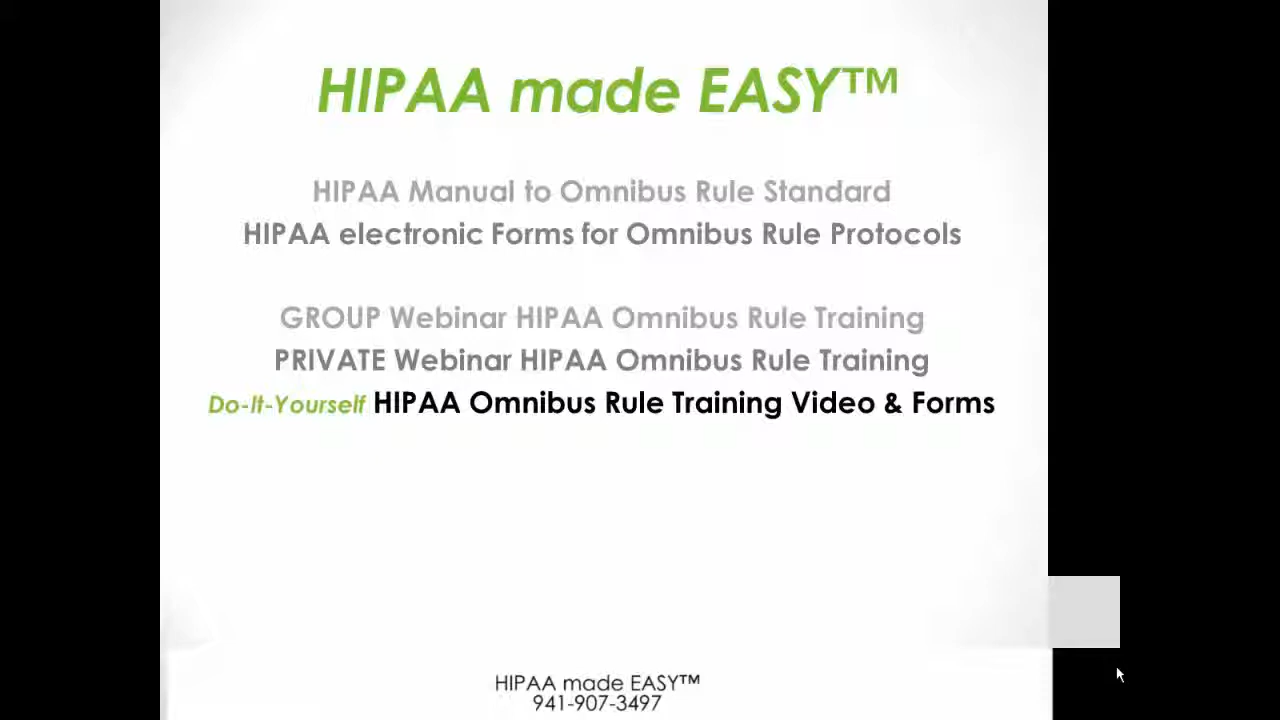 HIPAA made EASY™
HIPAA Manual to Omnibus Rule Standard
HIPAA electronic Forms for Omnibus Rule Protocols
GROUP Webinar HIPAA Omnibus Rule Training
PRIVATE Webinar HIPAA Omnibus Rule Training
Do-It-Yourself HIPAA Omnibus Rule Training Video & Forms
HIPAA made EASY™
941-907-3497